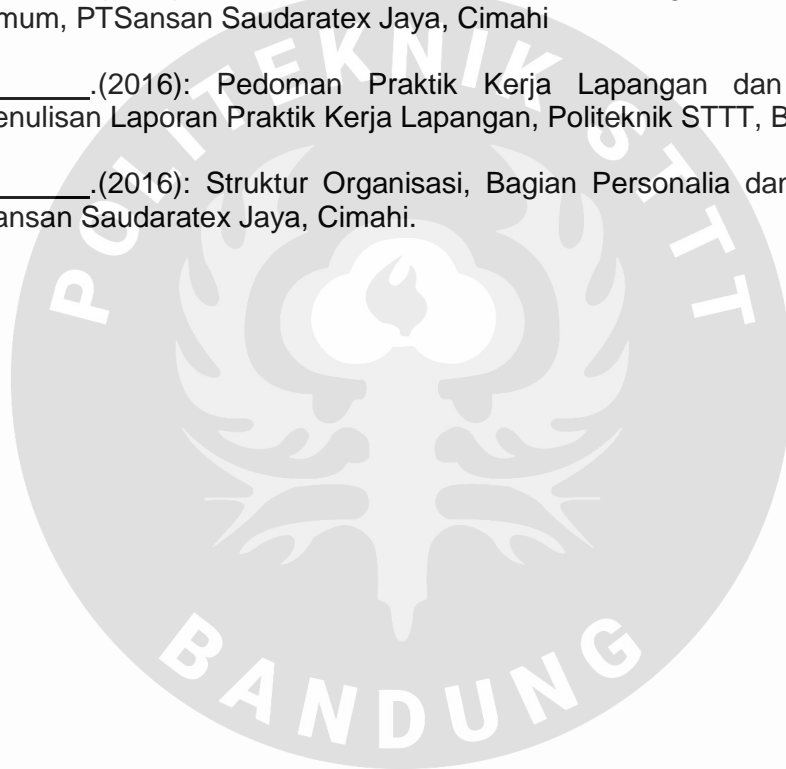 mum, PTSansan Saudaratex Jaya, Cimahi
______.(2016): Pedoman Praktik Kerja Lapangan dan
enulisan Laporan Praktik Kerja Lapangan, Politeknik STTT, B
______.(2016): Struktur Organisasi, Bagian Personalia dan
ansan Saudaratex Jaya, Cimahi.
POLITEKNIK STTT
BANDUNG